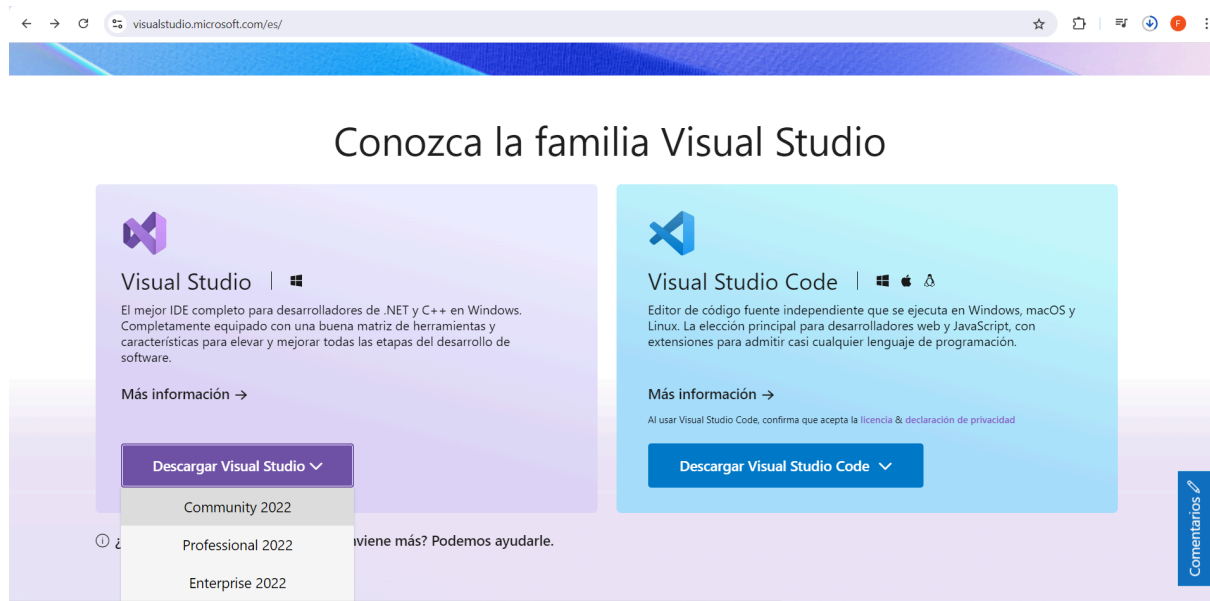 visualstudio.microsoft.com/es/
F
Conozca la familia Visual Studio
Visual Studio
El mejor IDE completo para desarrolladores de .NET y C++ en Windows.
Completamente equipado con una buena matriz de herramientas y
características para elevar y mejorar todas las etapas del desarrollo de
software.
Más información →
Descargar Visual Studio
Community 2022
Professional 2022
Enterprise 2022
Visual Studio Code
Editor de código fuente independiente que se ejecuta en Windows, macOS y
Linux. La elección principal para desarrolladores web y JavaScript, con
extensiones para admitir casi cualquier lenguaje de programación.
Más información →
Al usar Visual Studio Code, confirma que acepta la licencia & declaración de privacidad
Descargar Visual Studio Code
¿ más? Podemos ayudarle.
Comentarios